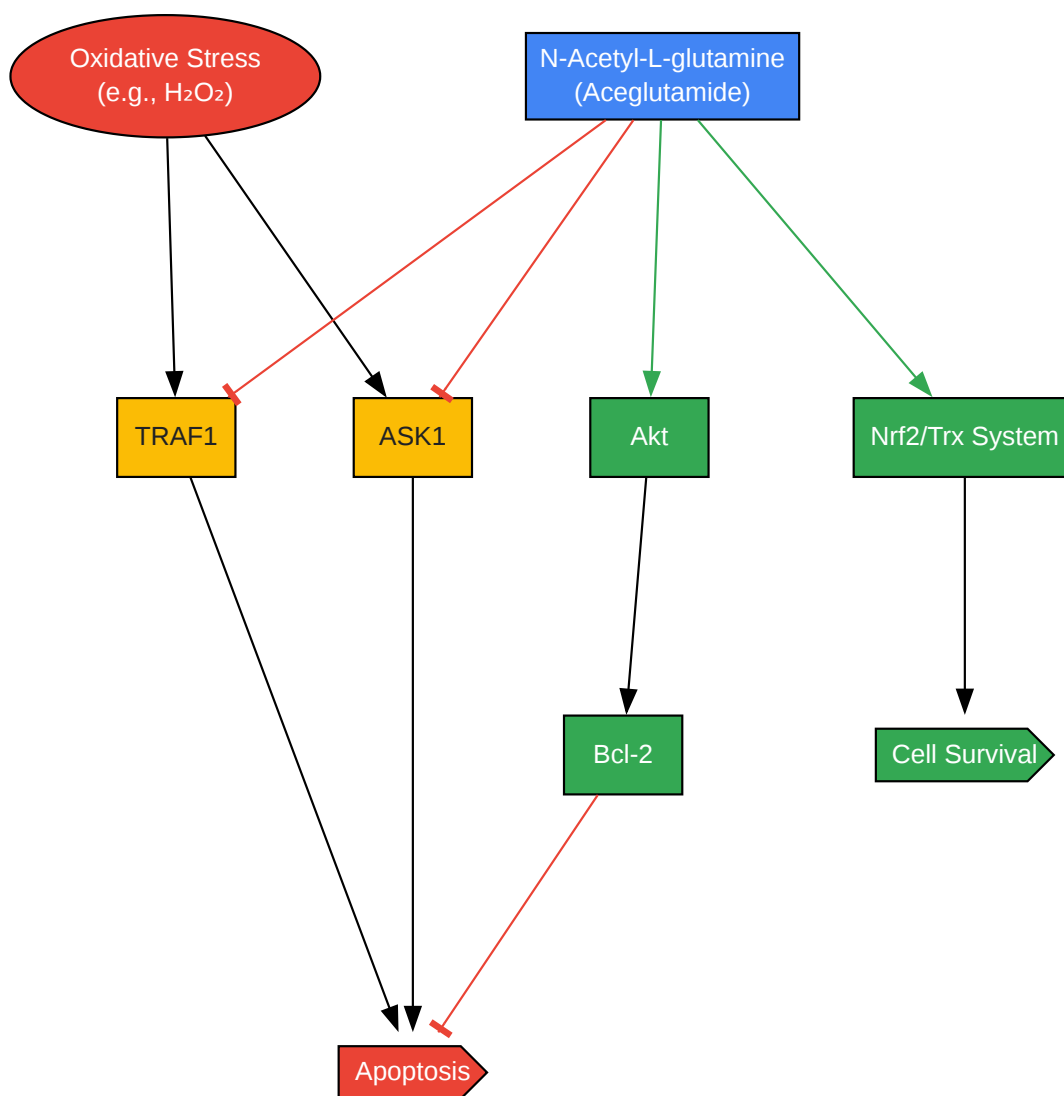 Oxidative Stress
(e.g., H₂O₂)
N-Acetyl-L-glutamine
(Aceglutamide)
TRAF1
ASK1
Akt
Nrf2/Trx System
Bcl-2
Cell Survival
Apoptosis